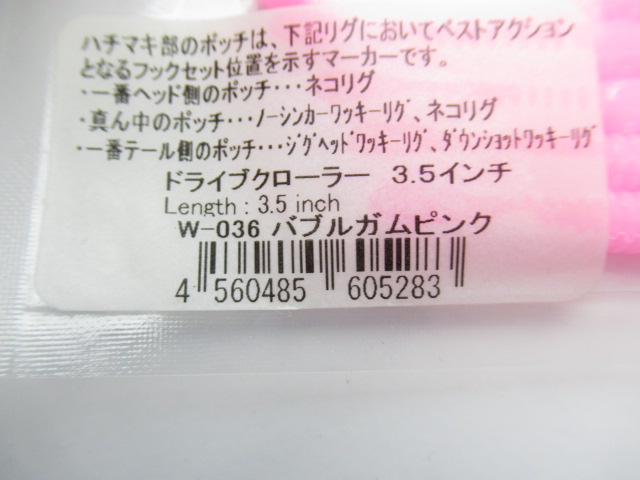 ハチマキ部のポッチは、下記リグにおいてベストアクション
となるフックセット位置を示すマーカーです。
・一番ヘッド側のポッチ・・・ネコリグ
・真ん中のポッチ・・・ノーシンカーワッキーリグ、ネコリグ
・一番テール側のポッチ・・・ジグヘッドワッキーリグ、ダウンショットワッキーリグ
ドライブクローラー 3.5インチ
Length : 3.5 inch
W-036 バブルガムピンク
4 560485 605283